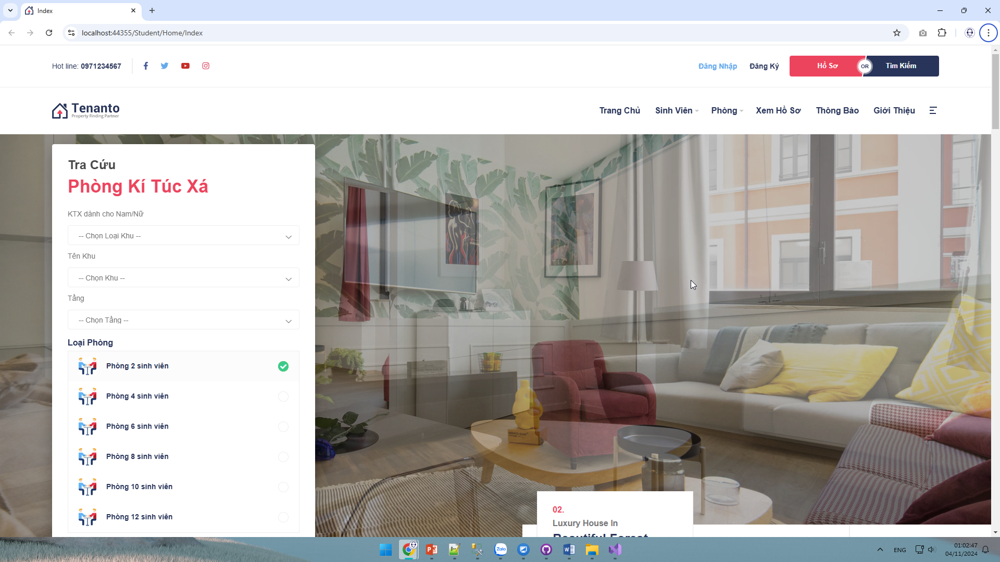 Index
localhost:44355/Student/Home/Index
Hot line: 0971234567
Đăng Nhập
Đăng Ký
Hồ Sơ
OR
Tìm Kiếm
Tenanto
Property Finding Partner
Trang Chủ
Sinh Viên
Phòng
Xem Hồ Sơ
Thông Báo
Giới Thiệu
Tra Cứu
Phòng Kí Túc Xá
KTX dành cho Nam/Nữ
-- Chọn Loại Khu --
Tên Khu
-- Chọn Khu --
Tầng
-- Chọn Tầng --
Loại Phòng
Phòng 2 sinh viên
Phòng 4 sinh viên
Phòng 6 sinh viên
Phòng 8 sinh viên
Phòng 10 sinh viên
Phòng 12 sinh viên
02.
Luxury House In
Beautiful Forest
Zalo
ENG
01:02:47
04/11/2024